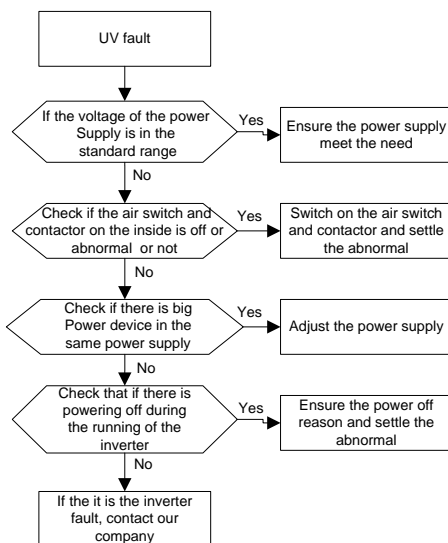 UV fault
If the voltage of the power
Supply is in the
standard range
Yes
Ensure the power supply
meet the need
No
Check if the air switch and
contactor on the inside is off or
abnormal or not
Yes
Switch on the air switch
and contactor and settle
the abnormal
No
Check if there is big
Power device in the
same power supply
Yes
Adjust the power supply
No
Check that if there is
powering off during
the running of the
inverter
Yes
Ensure the power off
reason and settle the
abnormal
No
If the it is the inverter
fault, contact our
company